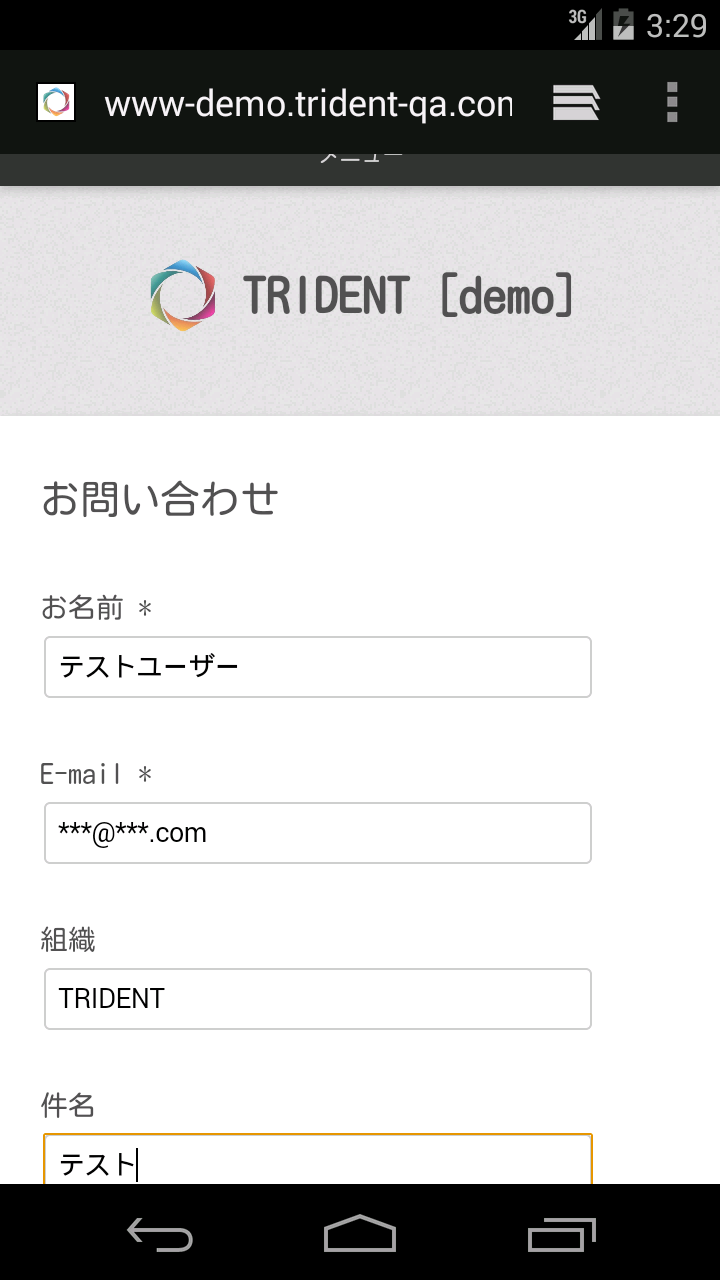 3G 3:29
www-demo.trident-qa.con
メニュー
TRIDENT [demo]
お問い合わせ
お名前 *
テストユーザー
E-mail *
***@***.com
組織
TRIDENT
件名
テスト